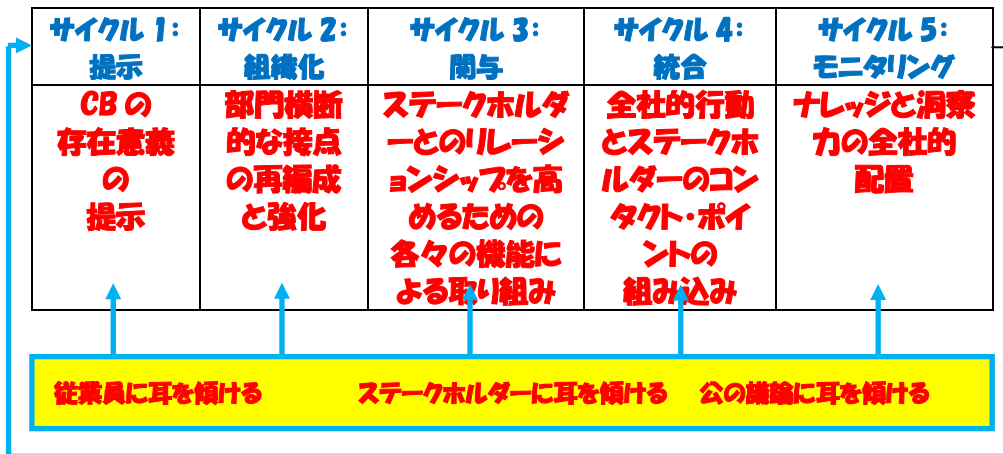 サイクル 1:
提示
サイクル 2:
組織化
サイクル 3:
関与
サイクル 4:
統合
サイクル 5:
モニタリング
CB の
存在意義
の
提示
部門横断
的な接点
の再編成
と強化
ステークホルダ
ーとのリレーシ
ョンシップを高
めるための
各々の機能に
よる取り組み
全社的行動
とステークホ
ルダーのコン
タクト・ポイ
ントの
組み込み
ナレッジと洞察
力の全社的
配置
従業員に耳を傾ける
ステークホルダーに耳を傾ける
公の議論に耳を傾ける